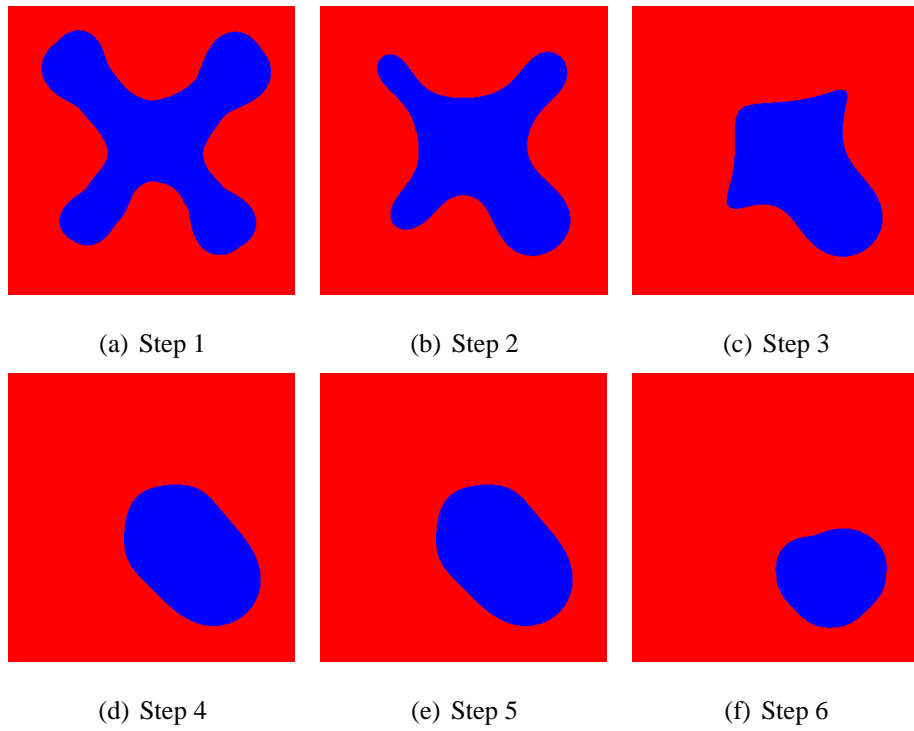 (a) Step 1
(b) Step 2
(c) Step 3
(d) Step 4
(e) Step 5
(f) Step 6